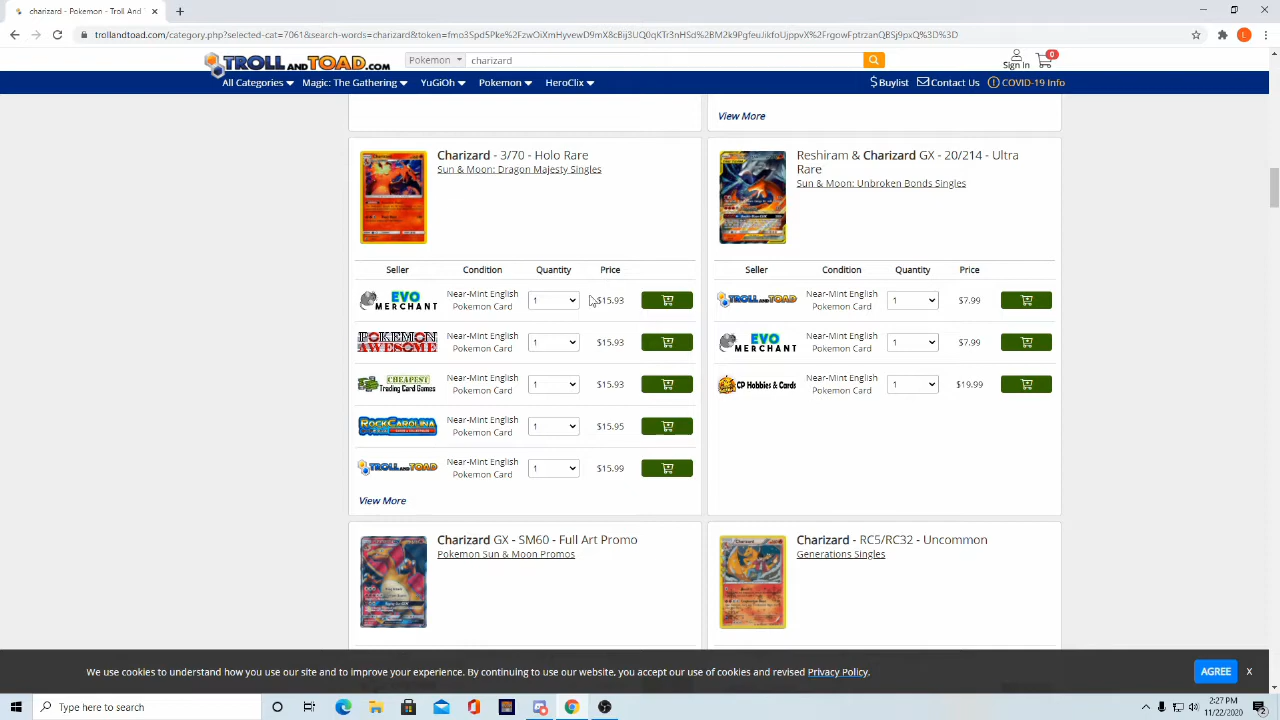 charizard - Troll And Toad
trollandtoad.com/category.php?selected-cat=7061&search-words=charizard&token=
TROLL AND TOAD.COM
Pokemon
charizard
Sign In
0
All Categories
Magic: The Gathering
YuGiOh
Pokemon
HeroClix
$ Buylist
Contact Us
COVID-19 Info
View More
Charizard - 3/70 - Holo Rare
Sun & Moon: Dragon Majesty Singles
Seller Condition Quantity Price
EVO MERCHANT Near-Mint English Pokemon Card 1 $15.93
POKEMON AWESOME Near-Mint English Pokemon Card 1 $15.93
CHEAPEST Trading Card Games Near-Mint English Pokemon Card 1 $15.93
ROCKCAROLINA Near-Mint English Pokemon Card 1 $15.95
TROLL AND TOAD Near-Mint English Pokemon Card 1 $15.99
View More
Reshiram & Charizard GX - 20/214 - Ultra
Rare
Sun & Moon: Unbroken Bonds Singles
Seller Condition Quantity Price
TROLL AND TOAD Near-Mint English Pokemon Card 1 $7.99
EVO MERCHANT Near-Mint English Pokemon Card 1 $7.99
CP Hobbies & Cards Near-Mint English Pokemon Card 1 $19.99
Charizard GX - SM60 - Full Art Promo
Pokemon Sun & Moon Promos
Charizard - RC5/RC32 - Uncommon
Generations Singles
We use cookies to understand how you use our site and to improve your experience. By continuing to use our website, you accept our use of cookies and revised Privacy Policy.
AGREE
X
Type here to search
2:27 PM
11/22/2020